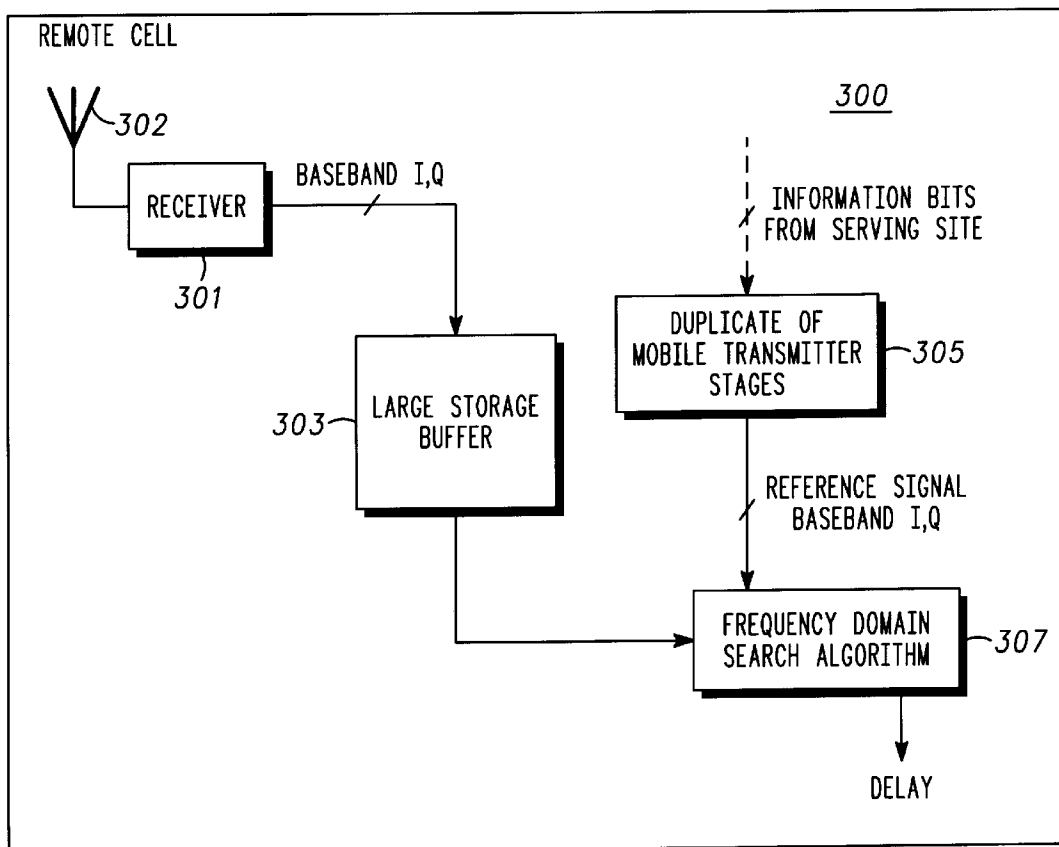 REMOTE CELL
302
300
RECEIVER
301
BASEBAND I,Q
INFORMATION BITS
FROM SERVING SITE
DUPLICATE OF
MOBILE TRANSMITTER
STAGES
305
LARGE STORAGE
BUFFER
303
REFERENCE SIGNAL
BASEBAND I,Q
FREQUENCY DOMAIN
SEARCH ALGORITHM
307
DELAY